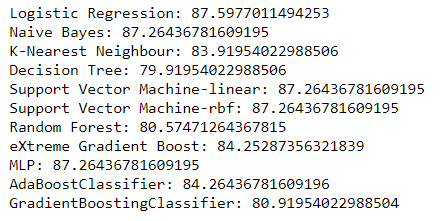 Logistic Regression: 87.5977011494253
Naive Bayes: 87.26436781609195
K-Nearest Neighbour: 83.91954022988506
Decision Tree: 79.91954022988506
Support Vector Machine-linear: 87.26436781609195
Support Vector Machine-rbf: 87.26436781609195
Random Forest: 80.57471264367815
eXtreme Gradient Boost: 84.25287356321839
MLP: 87.26436781609195
AdaBoostClassifier: 84.26436781609196
GradientBoostingClassifier: 80.91954022988504